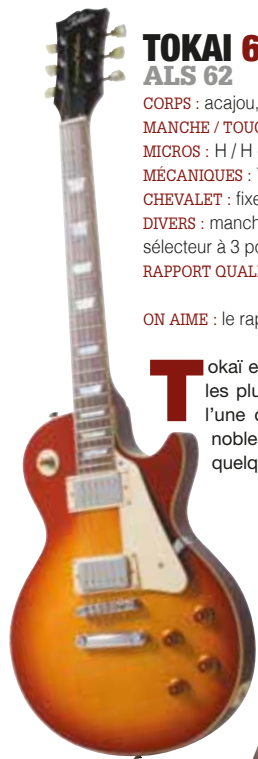 TOKAI 6
ALS 62
CORPS : acajou,
MANCHE / TOUC
MICROS : H / H
MÉCANIQUES :
CHEVALET : fixe
DIVERS : manch
sélecteur à 3 po
RAPPORT QUALI
ON AIME : le rap
Tokaï e
les plu
l'une d
noble
quelq